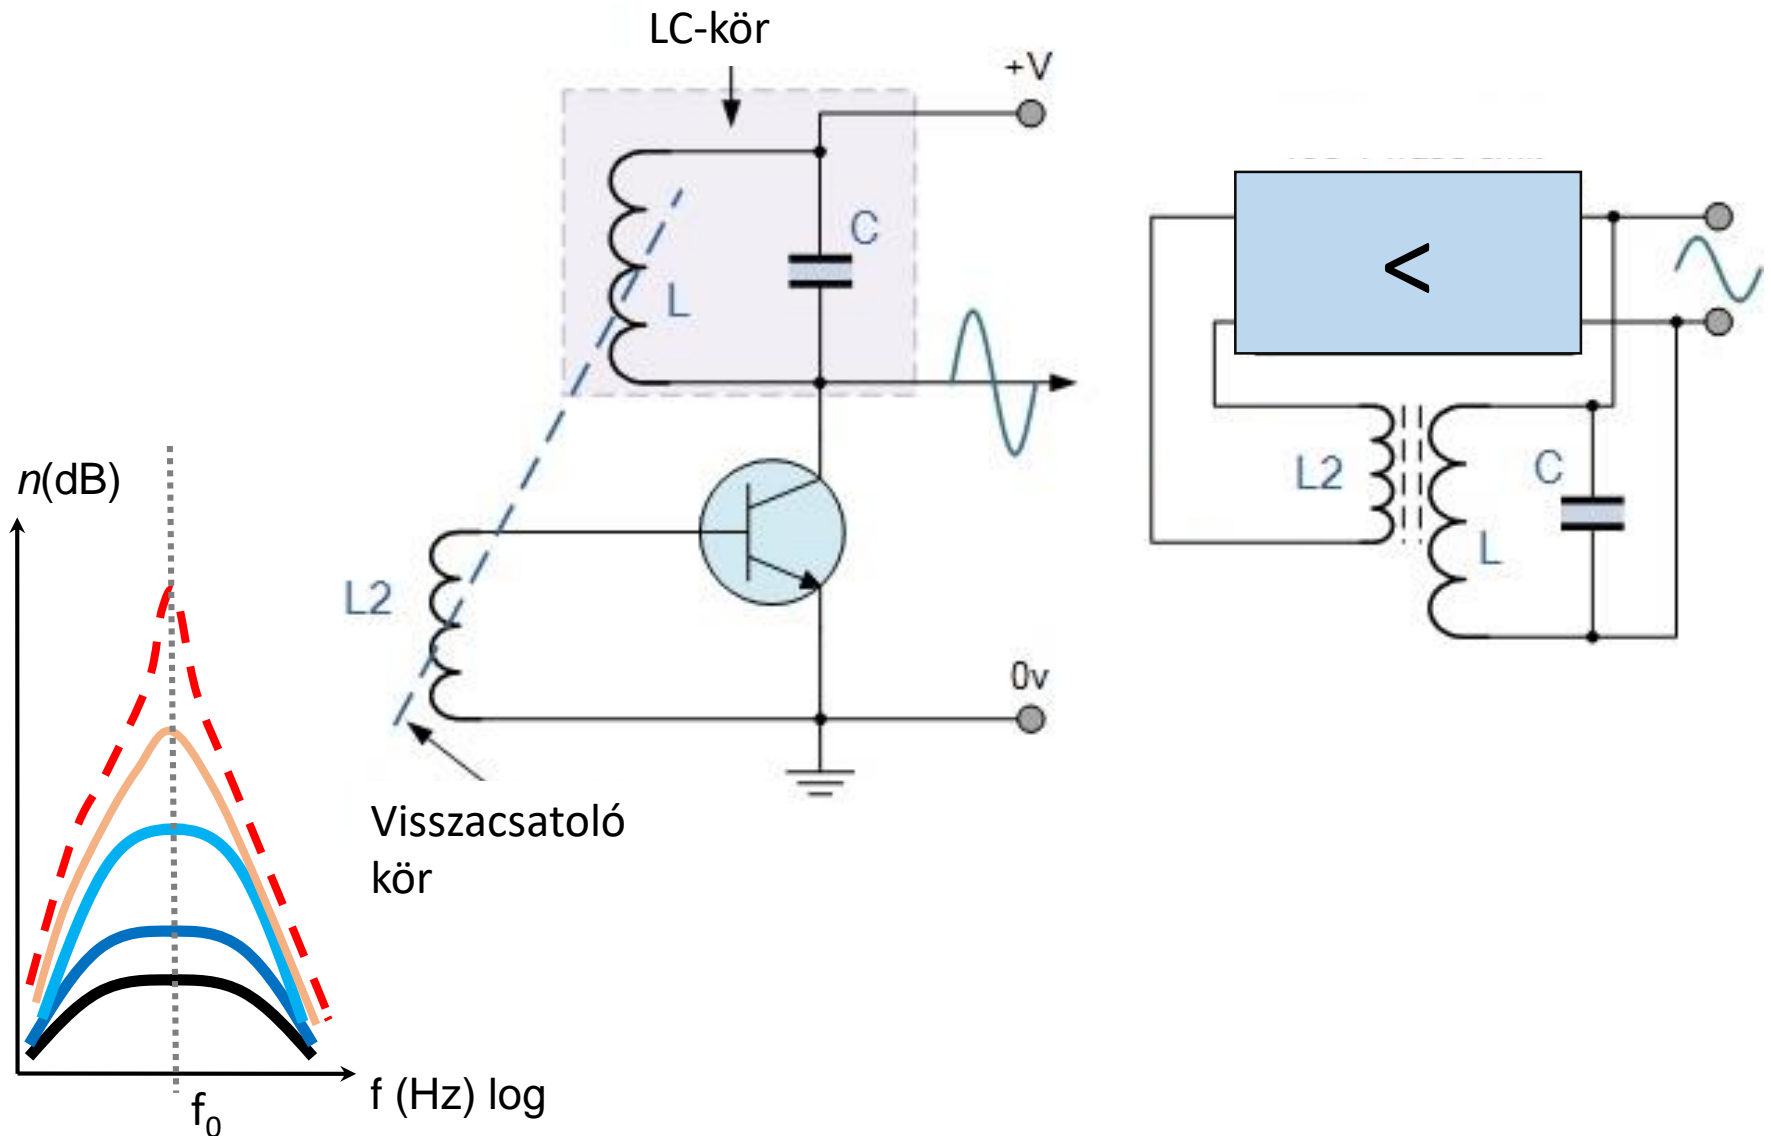 LC-kör
+V
C
L
<
L2
C
L
n(dB)
L2
0v
Visszacsatoló
kör
f (Hz) log
f₀